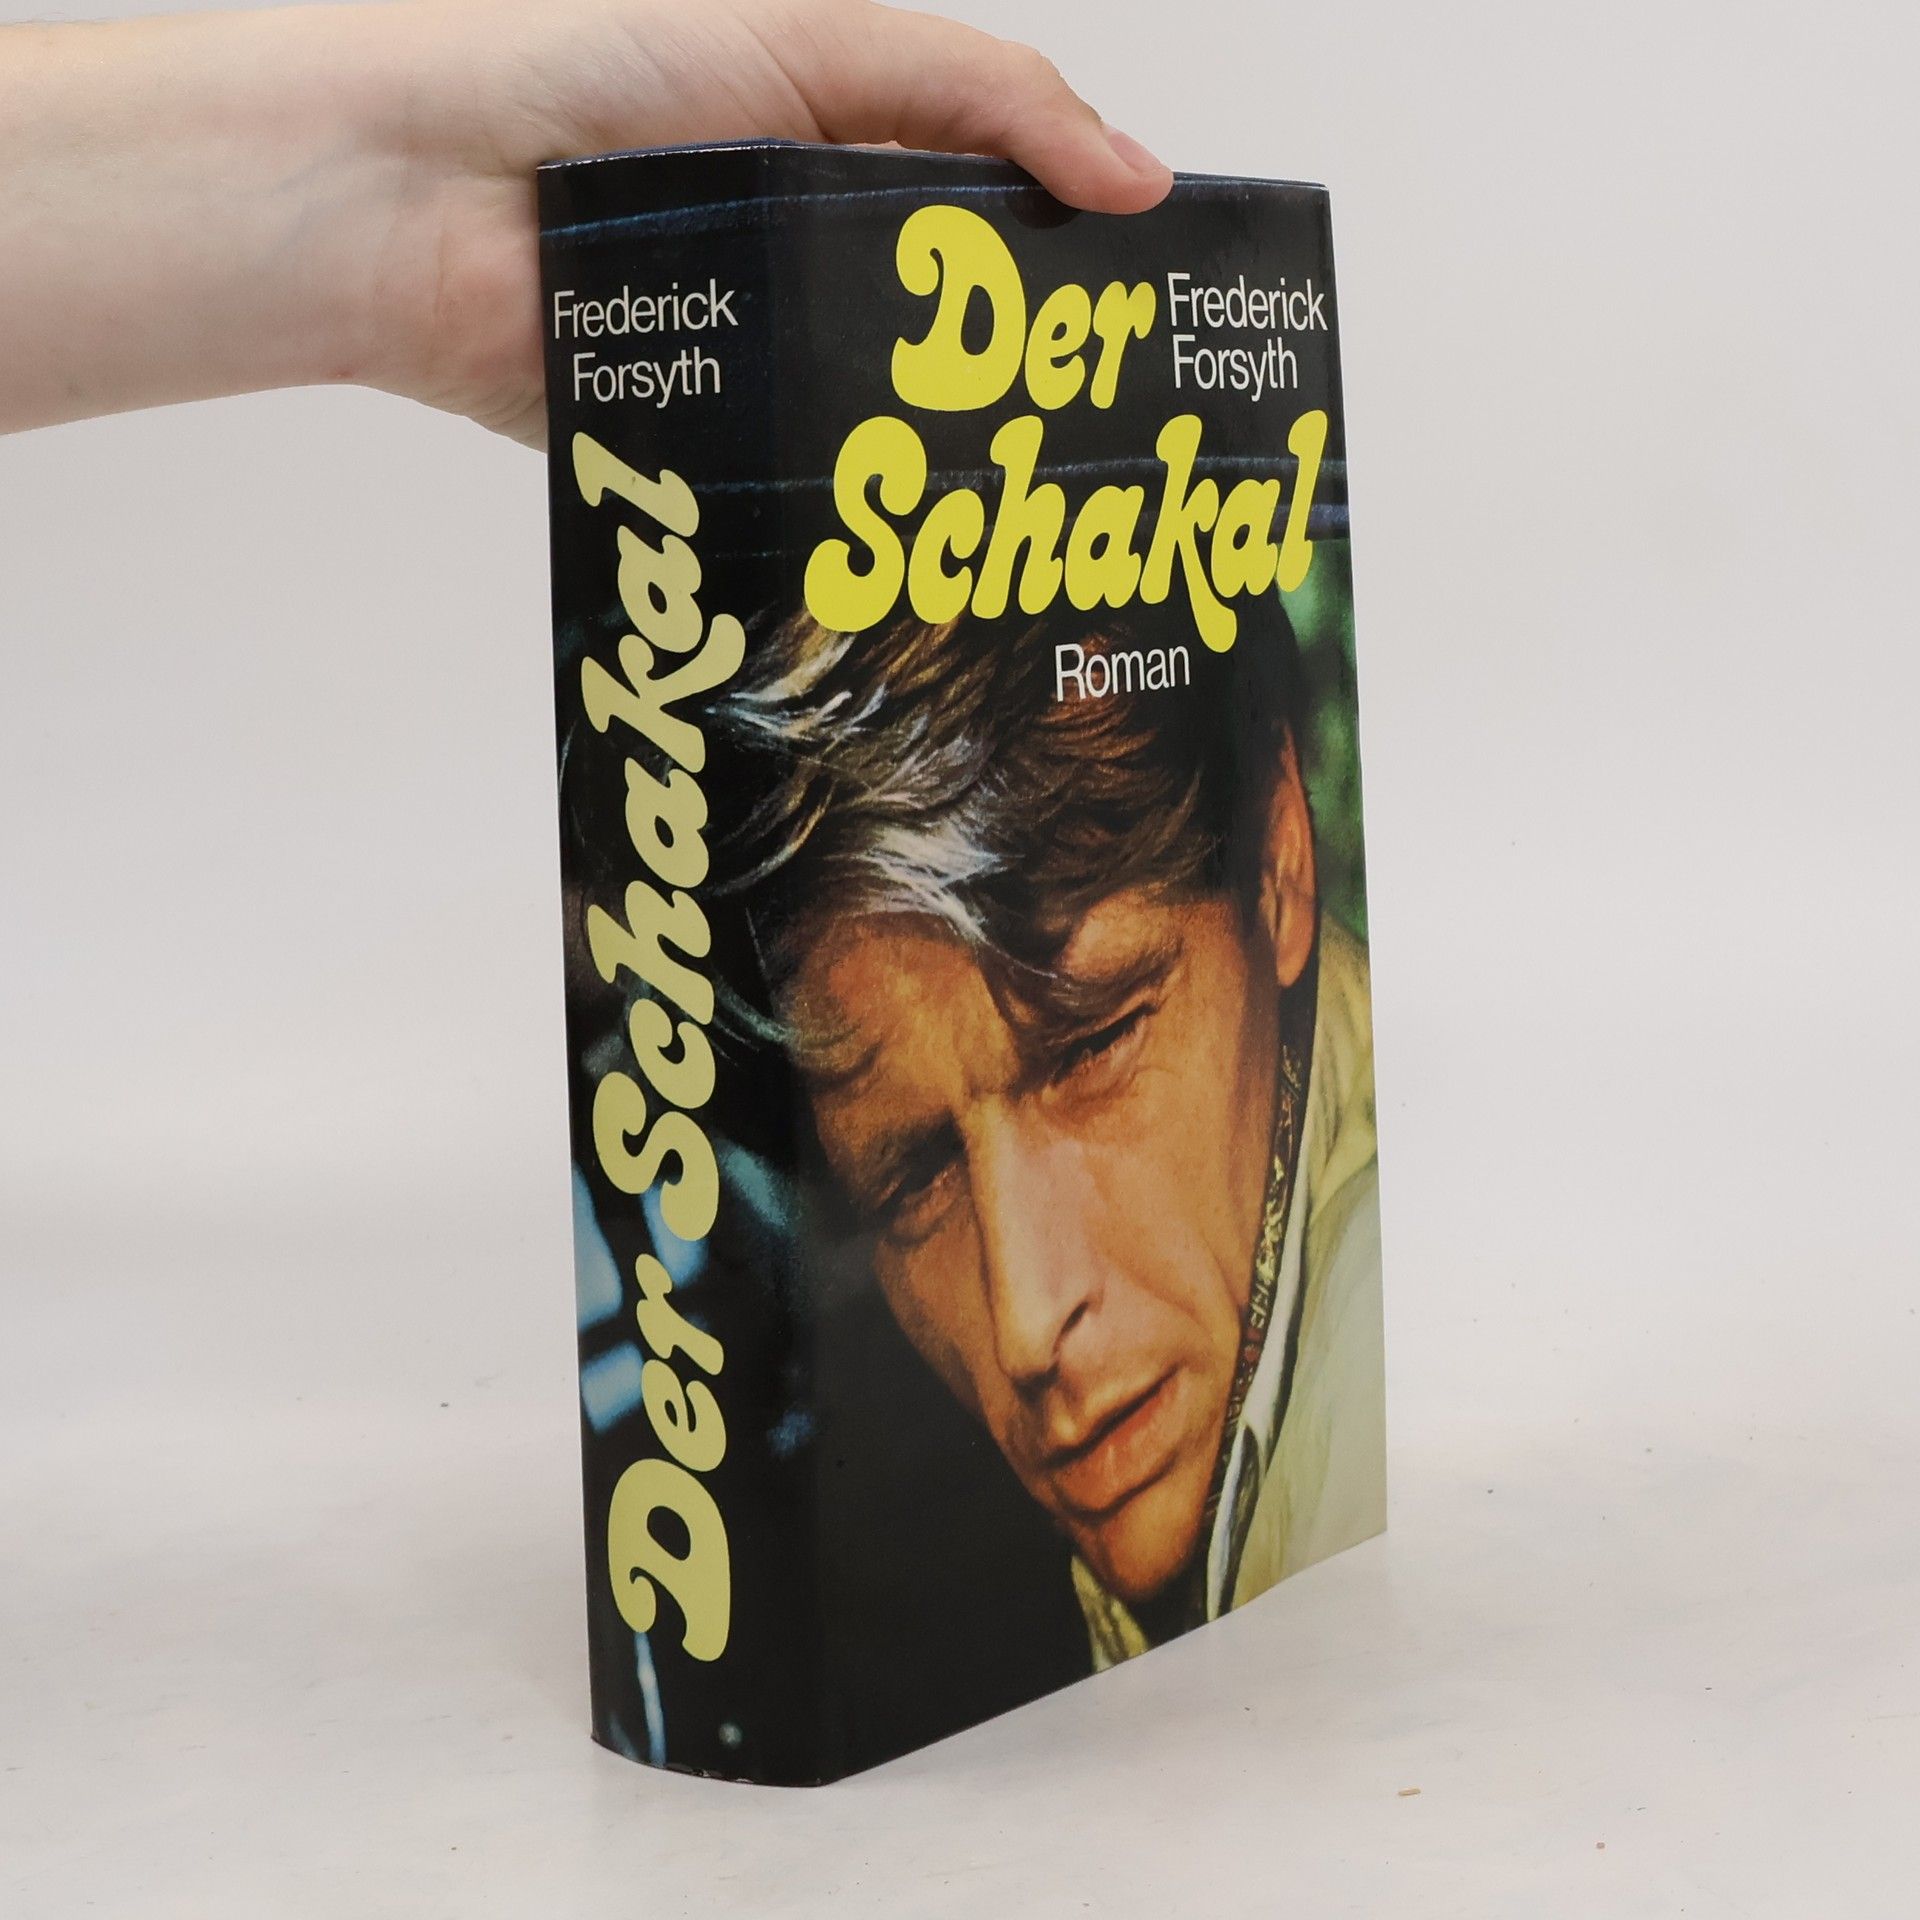 Frederick
Forsyth
Der Schakal
Der
Frederick
Forsyth
Schakal
Roman